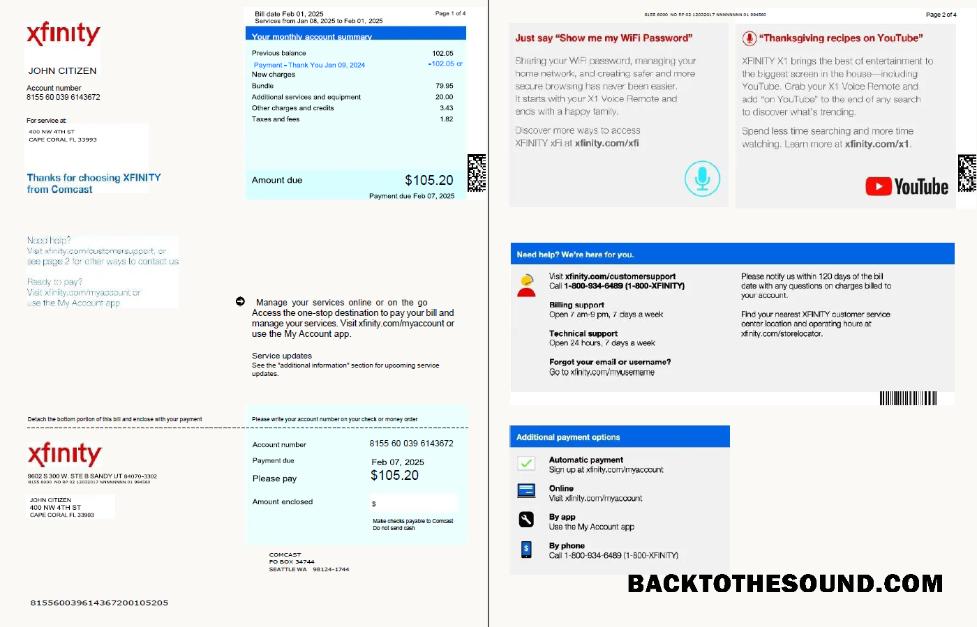 xfinity
JOHN CITIZEN
Account number
8155 60 039 6143672
For service at:
400 NW 4TH ST
CAPE CORAL FL 33993
Thanks for choosing XFINITY
from Comcast
Need help?
Visit xfinity.com/customersupport, or
see page 2 for other ways to contact us
Ready to pay?
Visit xfinity.com/myaccount or
use the My Account app
Bill date Feb 01, 2025
Page 1 of 4
Services from Jan 08, 2025 to Feb 01, 2025
Your monthly account summary
Previous balance 102.05
Payment - Thank You Jan 09, 2024 -102.05 cr
New charges
Bundle 79.95
Additional services and equipment 20.00
Other charges and credits 3.43
Taxes and fees 1.82
Amount due $105.20
Payment due Feb 07, 2025
Manage your services online or on the go
Access the one-stop destination to pay your bill and
manage your services. Visit xfinity.com/myaccount or
use the My Account app.
Service updates
See the "additional information" section for upcoming service
updates.
Detach the bottom portion of this bill and enclose with your payment
Please write your account number on your check or money order
xfinity
9602 S 300 W. STE B SANDY UT 84070-3302
8155 600 NO RP 02 12032017 NNNNNNNN 01 994560
JOHN CITIZEN
400 NW 4TH ST
CAPE CORAL FL 33993
Account number 8155 60 039 6143672
Payment due Feb 07, 2025
Please pay $105.20
Amount enclosed $
Make checks payable to Comcast
Do not send cash
COMCAST
PO BOX 34744
SEATTLE WA 98124-1744
815560039614367200105205
8155 600 NO RP 02 12032017 NNNNNNNN 01 994560
Page 2 of 4
Just say “Show me my WiFi Password”
Sharing your WiFi password, managing your
home network, and creating safer and more
secure browsing has never been easier.
It starts with your X1 Voice Remote and
ends with a happy family.
Discover more ways to access
XFINITY xFi at xfinity.com/xfi
“Thanksgiving recipes on YouTube”
XFINITY X1 brings the best of entertainment to
the biggest screen in the house—including
YouTube. Grab your X1 Voice Remote and
add “on YouTube” to the end of any search
to discover what's trending.
Spend less time searching and more time
watching. Learn more at xfinity.com/x1.
YouTube
Need help? We're here for you.
Visit xfinity.com/customersupport
Call 1-800-934-6489 (1-800-XFINITY)
Billing support
Open 7 am-9 pm, 7 days a week
Technical support
Open 24 hours, 7 days a week
Forgot your email or username?
Go to xfinity.com/myusername
Please notify us within 120 days of the bill
date with any questions on charges billed to
your account.
Find your nearest XFINITY customer service
center location and operating hours at
xfinity.com/storelocator.
Additional payment options
Automatic payment
Sign up at xfinity.com/myaccount
Online
Visit xfinity.com/myaccount
By app
Use the My Account app
By phone
Call 1-800-934-6489 (1-800-XFINITY)
BACKTOTHESOUND.COM